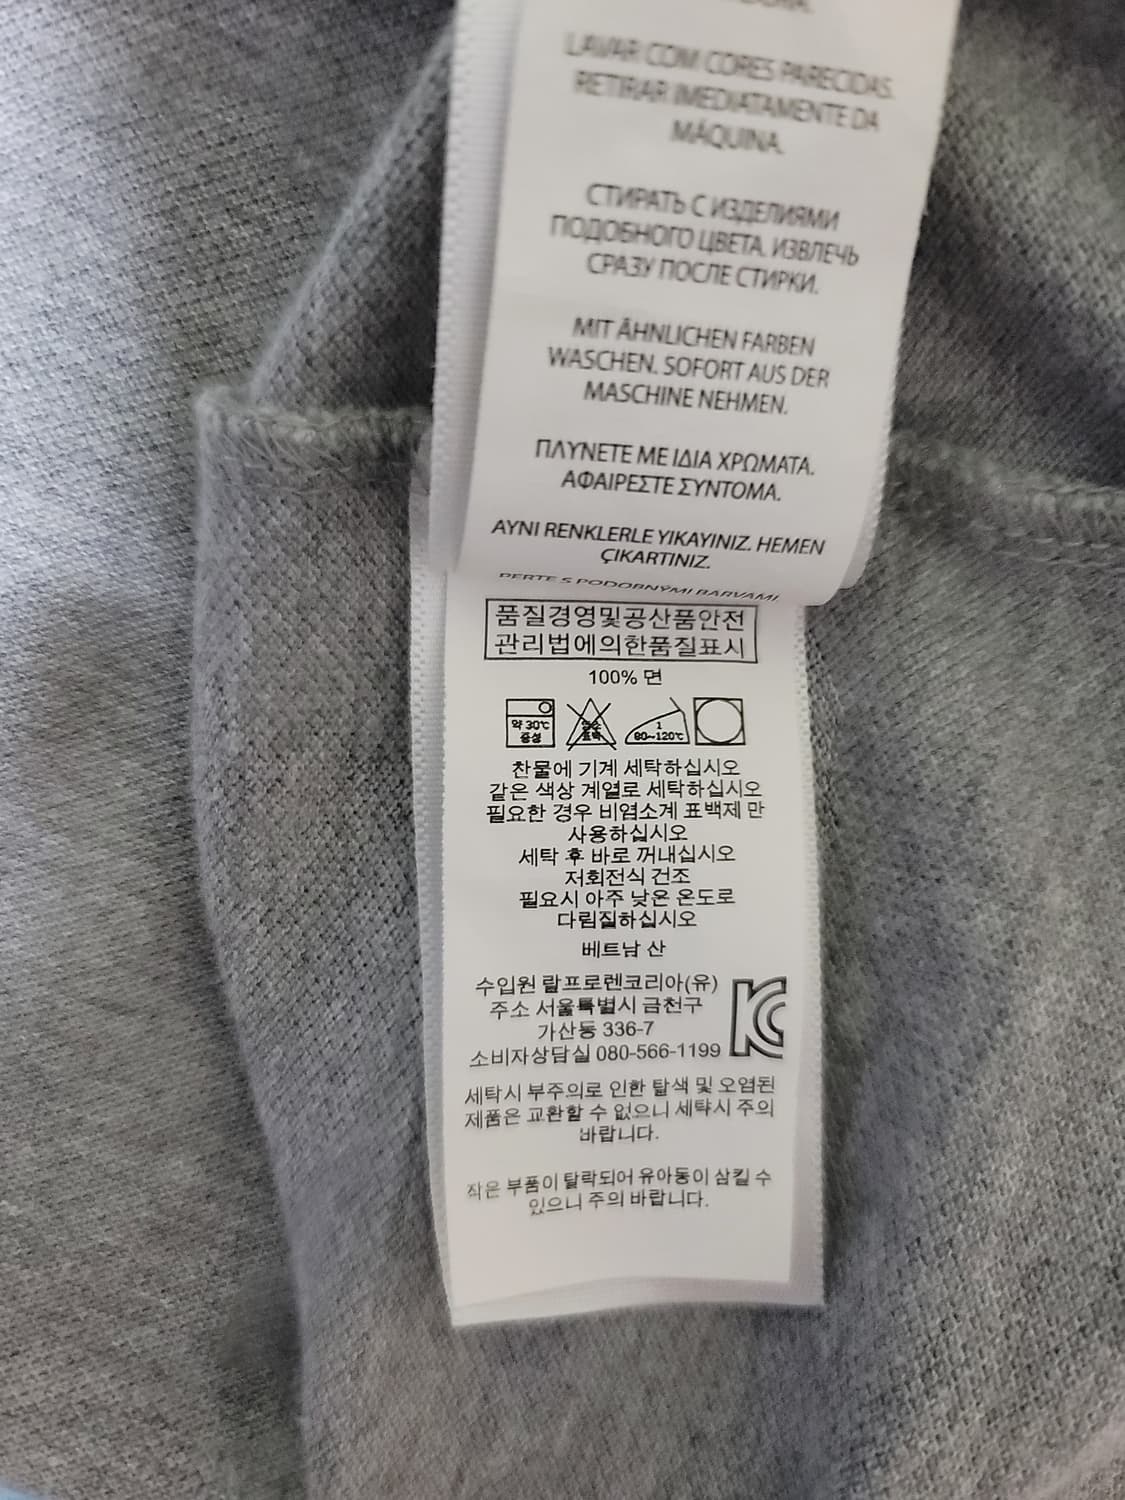 LAVAR COM CORES PARECIDAS.
RETIRAR IMEDIATAMENTE DA
MÁQUINA.
СТИРАТЬ С ИЗДЕЛИЯМИ
ПОДОБНОГО ЦВЕТА. ИЗВЛЕЧЬ
СРАЗУ ПОСЛЕ СТИРКИ.
MIT ÄHNLICHEN FARBEN
WASCHEN. SOFORT AUS DER
MASCHINE NEHMEN.
ΠΛΥΝΕΤΕ ΜΕ ΙΔΙΑ ΧΡΩΜΑΤΑ.
ΑΦΑΙΡΕΣΤΕ ΣΥΝΤΟΜΑ.
AYNI RENKLERLE YIKAYINIZ. HEMEN
ÇIKARTINIZ.
PERTE S PODOBNÝMI BARVAMI.
품질경영및공산품안전
관리법에의한품질표시
100% 면
약 30℃
중성
염소
표백
1
80~120℃
찬물에 기계 세탁하십시오
같은 색상 계열로 세탁하십시오
필요한 경우 비염소계 표백제 만
사용하십시오
세탁 후 바로 꺼내십시오
저회전식 건조
필요시 아주 낮은 온도로
다림질하십시오
베트남 산
수입원 랄프로렌코리아(유)
주소 서울특별시 금천구
가산동 336-7
소비자상담실 080-566-1199
KC
세탁시 부주의로 인한 탈색 및 오염된
제품은 교환할 수 없으니 세탁시 주의
바랍니다.
작은 부품이 탈락되어 유아동이 삼킬 수
있으니 주의 바랍니다.